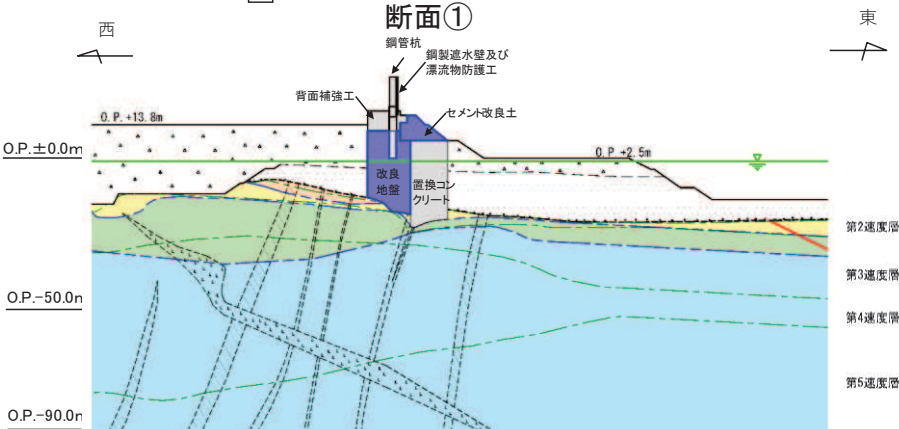 断面①
西
東
鋼管杭
鋼製遮水壁及び
漂流物防護工
背面補強工
セメント改良土
O.P.+13.8m
O.P.±0.0m
O.P.+2.5m
改良
地盤
置換コン
クリート
第2速度層
第3速度層
O.P.-50.0m
第4速度層
第5速度層
O.P.-90.0m